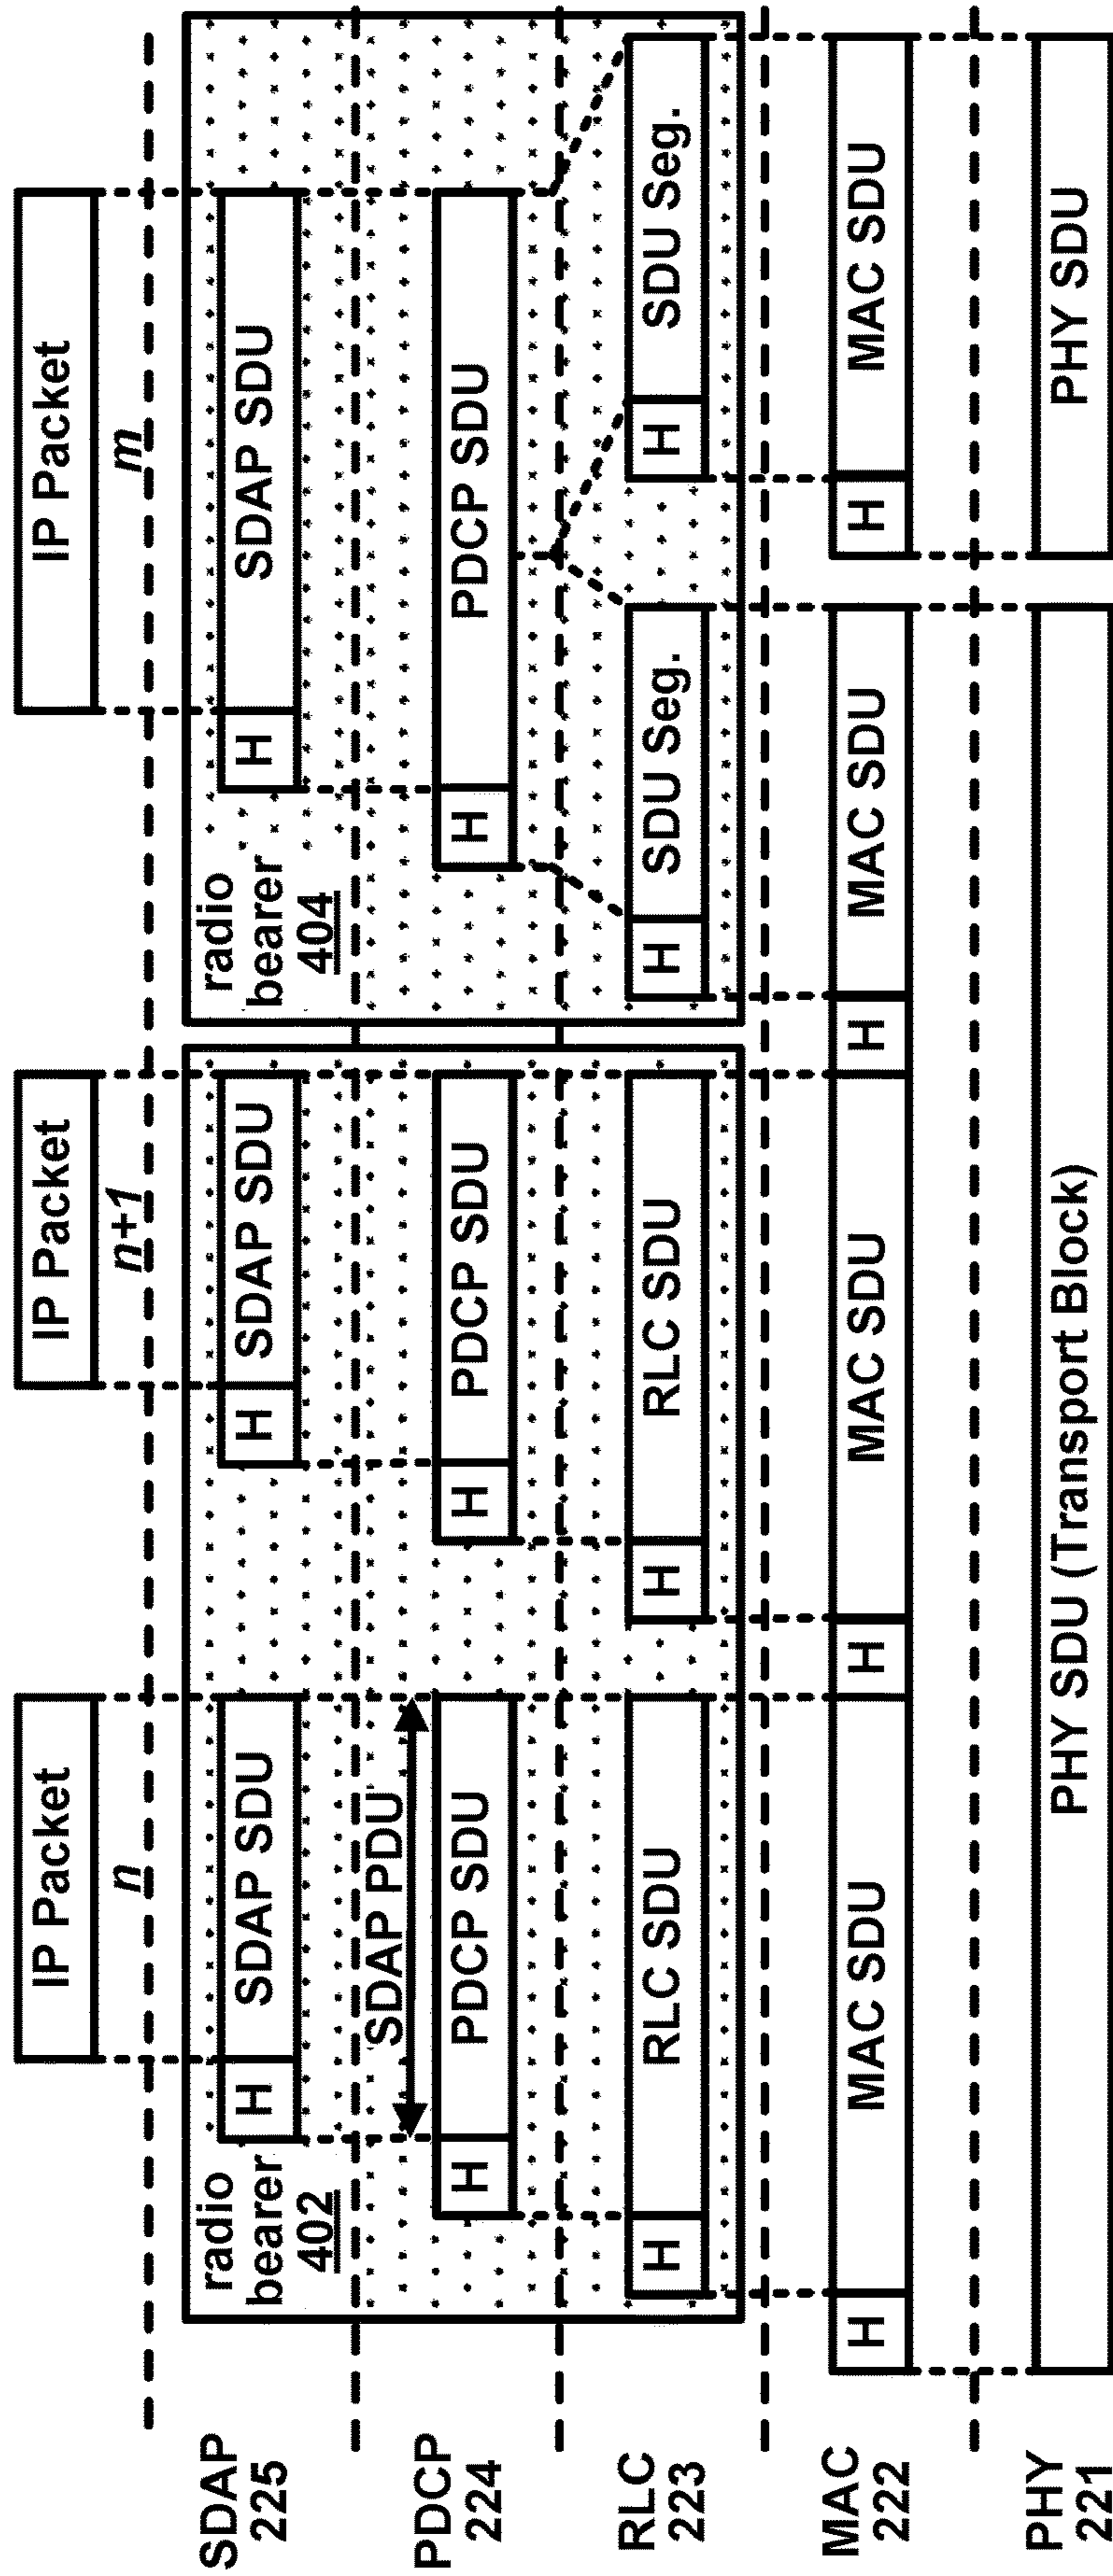 IP Packet
n
IP Packet
n+1
IP Packet
m
SDAP
225
radio
bearer
402
H
SDAP SDU
H
SDAP SDU
radio
bearer
404
H
SDAP SDU
SDAP PDU
PDCP
224
H
PDCP SDU
H
PDCP SDU
H
PDCP SDU
RLC
223
H
RLC SDU
H
RLC SDU
H
SDU Seg.
H
SDU Seg.
MAC
222
H
MAC SDU
H
MAC SDU
H
MAC SDU
H
MAC SDU
PHY
221
PHY SDU (Transport Block)
PHY SDU